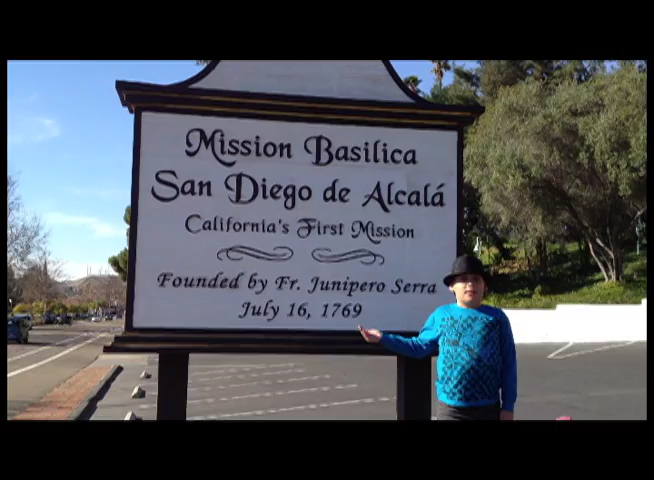 Mission Basilica
San Diego de Alcalá
California's First Mission
Founded by Fr. Junipero Serra
July 16, 1769